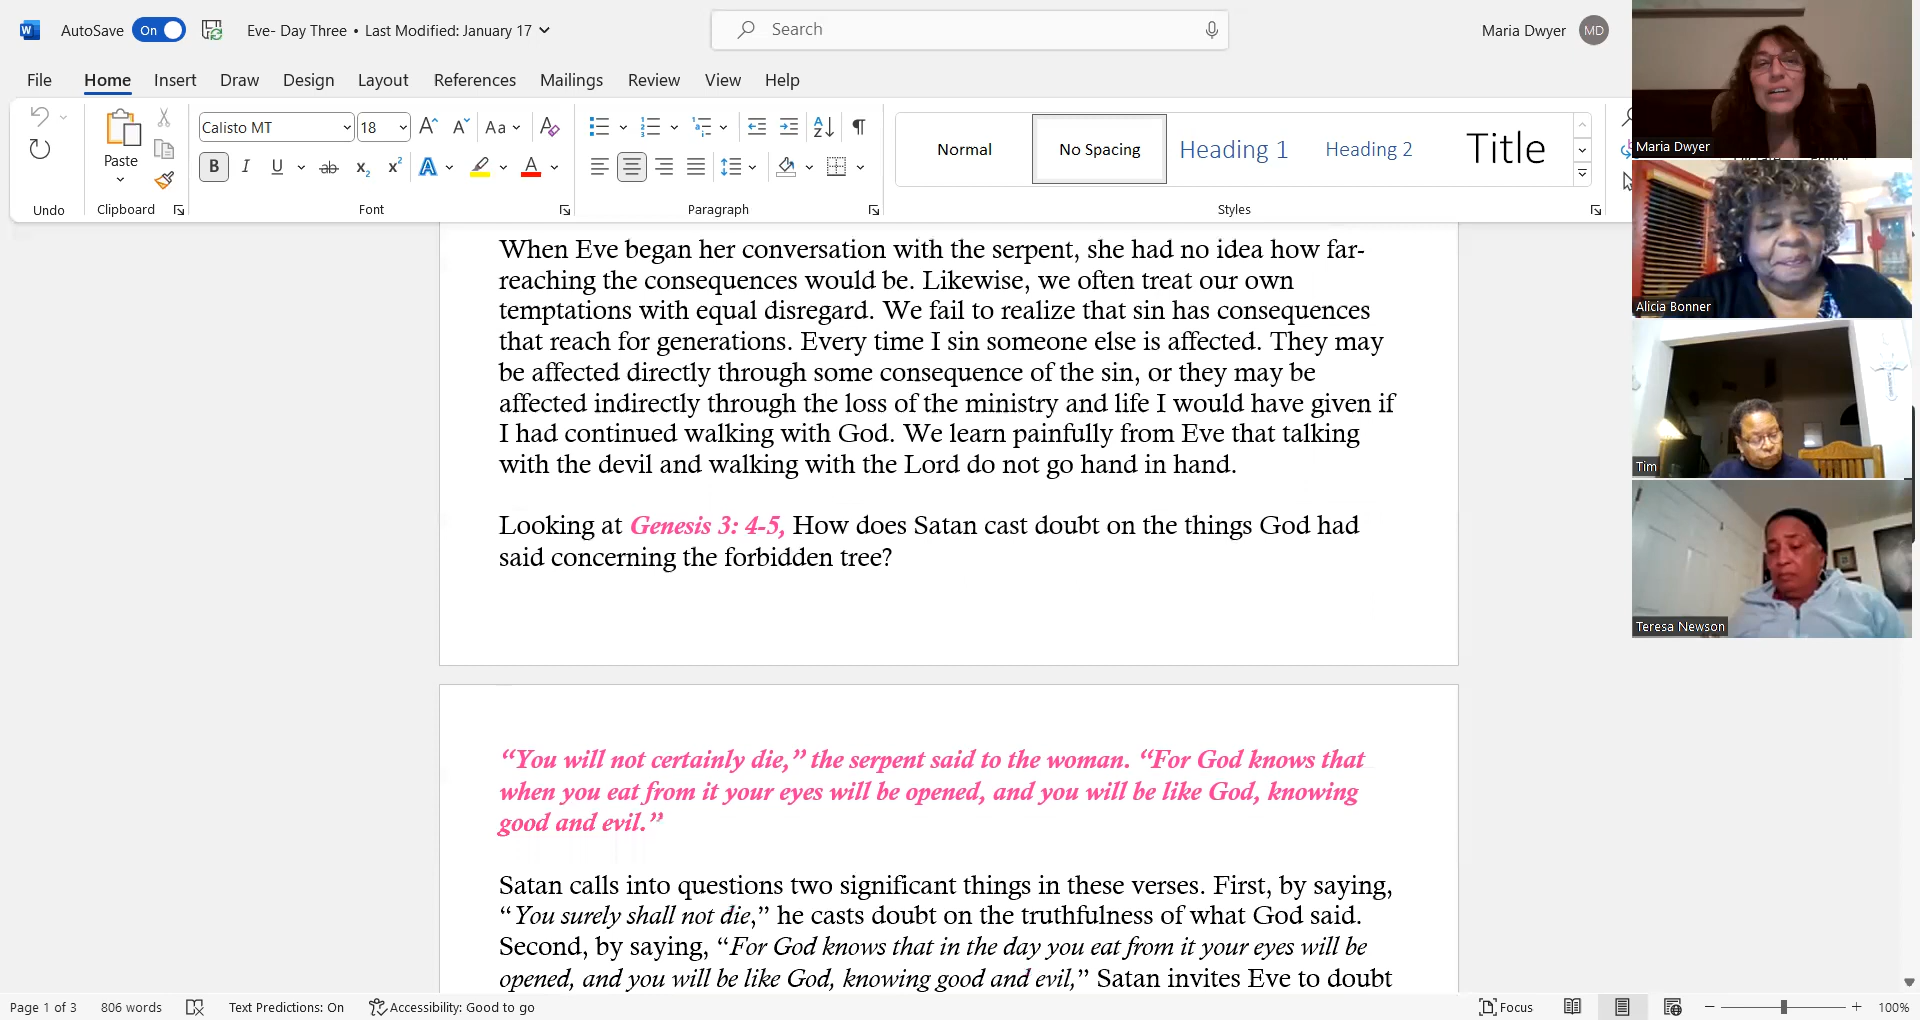 AutoSave On Eve- Day Three • Last Modified: January 17 Search Maria Dwyer MD
File Home Insert Draw Design Layout References Mailings Review View Help
Calisto MT 18 Aa
Paste B I U ab x₂ x² A A Normal No Spacing Heading 1 Heading 2 Title
Undo Clipboard Font Paragraph Styles
When Eve began her conversation with the serpent, she had no idea how far-
reaching the consequences would be. Likewise, we often treat our own
temptations with equal disregard. We fail to realize that sin has consequences
that reach for generations. Every time I sin someone else is affected. They may
be affected directly through some consequence of the sin, or they may be
affected indirectly through the loss of the ministry and life I would have given if
I had continued walking with God. We learn painfully from Eve that talking
with the devil and walking with the Lord do not go hand in hand.
Looking at Genesis 3: 4-5, How does Satan cast doubt on the things God had
said concerning the forbidden tree?
“You will not certainly die,” the serpent said to the woman. “For God knows that
when you eat from it your eyes will be opened, and you will be like God, knowing
good and evil.”
Satan calls into questions two significant things in these verses. First, by saying,
“You surely shall not die,” he casts doubt on the truthfulness of what God said.
Second, by saying, “For God knows that in the day you eat from it your eyes will be
opened, and you will be like God, knowing good and evil,” Satan invites Eve to doubt
Page 1 of 3 806 words Text Predictions: On Accessibility: Good to go Focus 100%
Maria Dwyer
Alicia Bonner
Tim
Teresa Newson